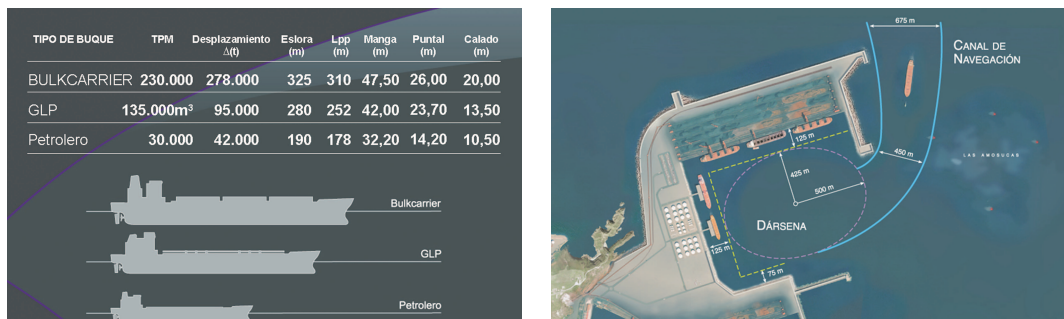 TIPO DE BUQUE TPM Desplazamiento Δ(t) Eslora (m) Lpp (m) Manga (m) Puntal (m) Calado (m)
BULKCARRIER 230.000 278.000 325 310 47,50 26,00 20,00
GLP 135.000m³ 95.000 280 252 42,00 23,70 13,50
Petrolero 30.000 42.000 190 178 32,20 14,20 10,50
Bulkcarrier
GLP
Petrolero
675 m
CANAL DE
NAVEGACIÓN
125 m
450 m
LAS AMOSUCAS
425 m
500 m
DÁRSENA
125 m
75 m